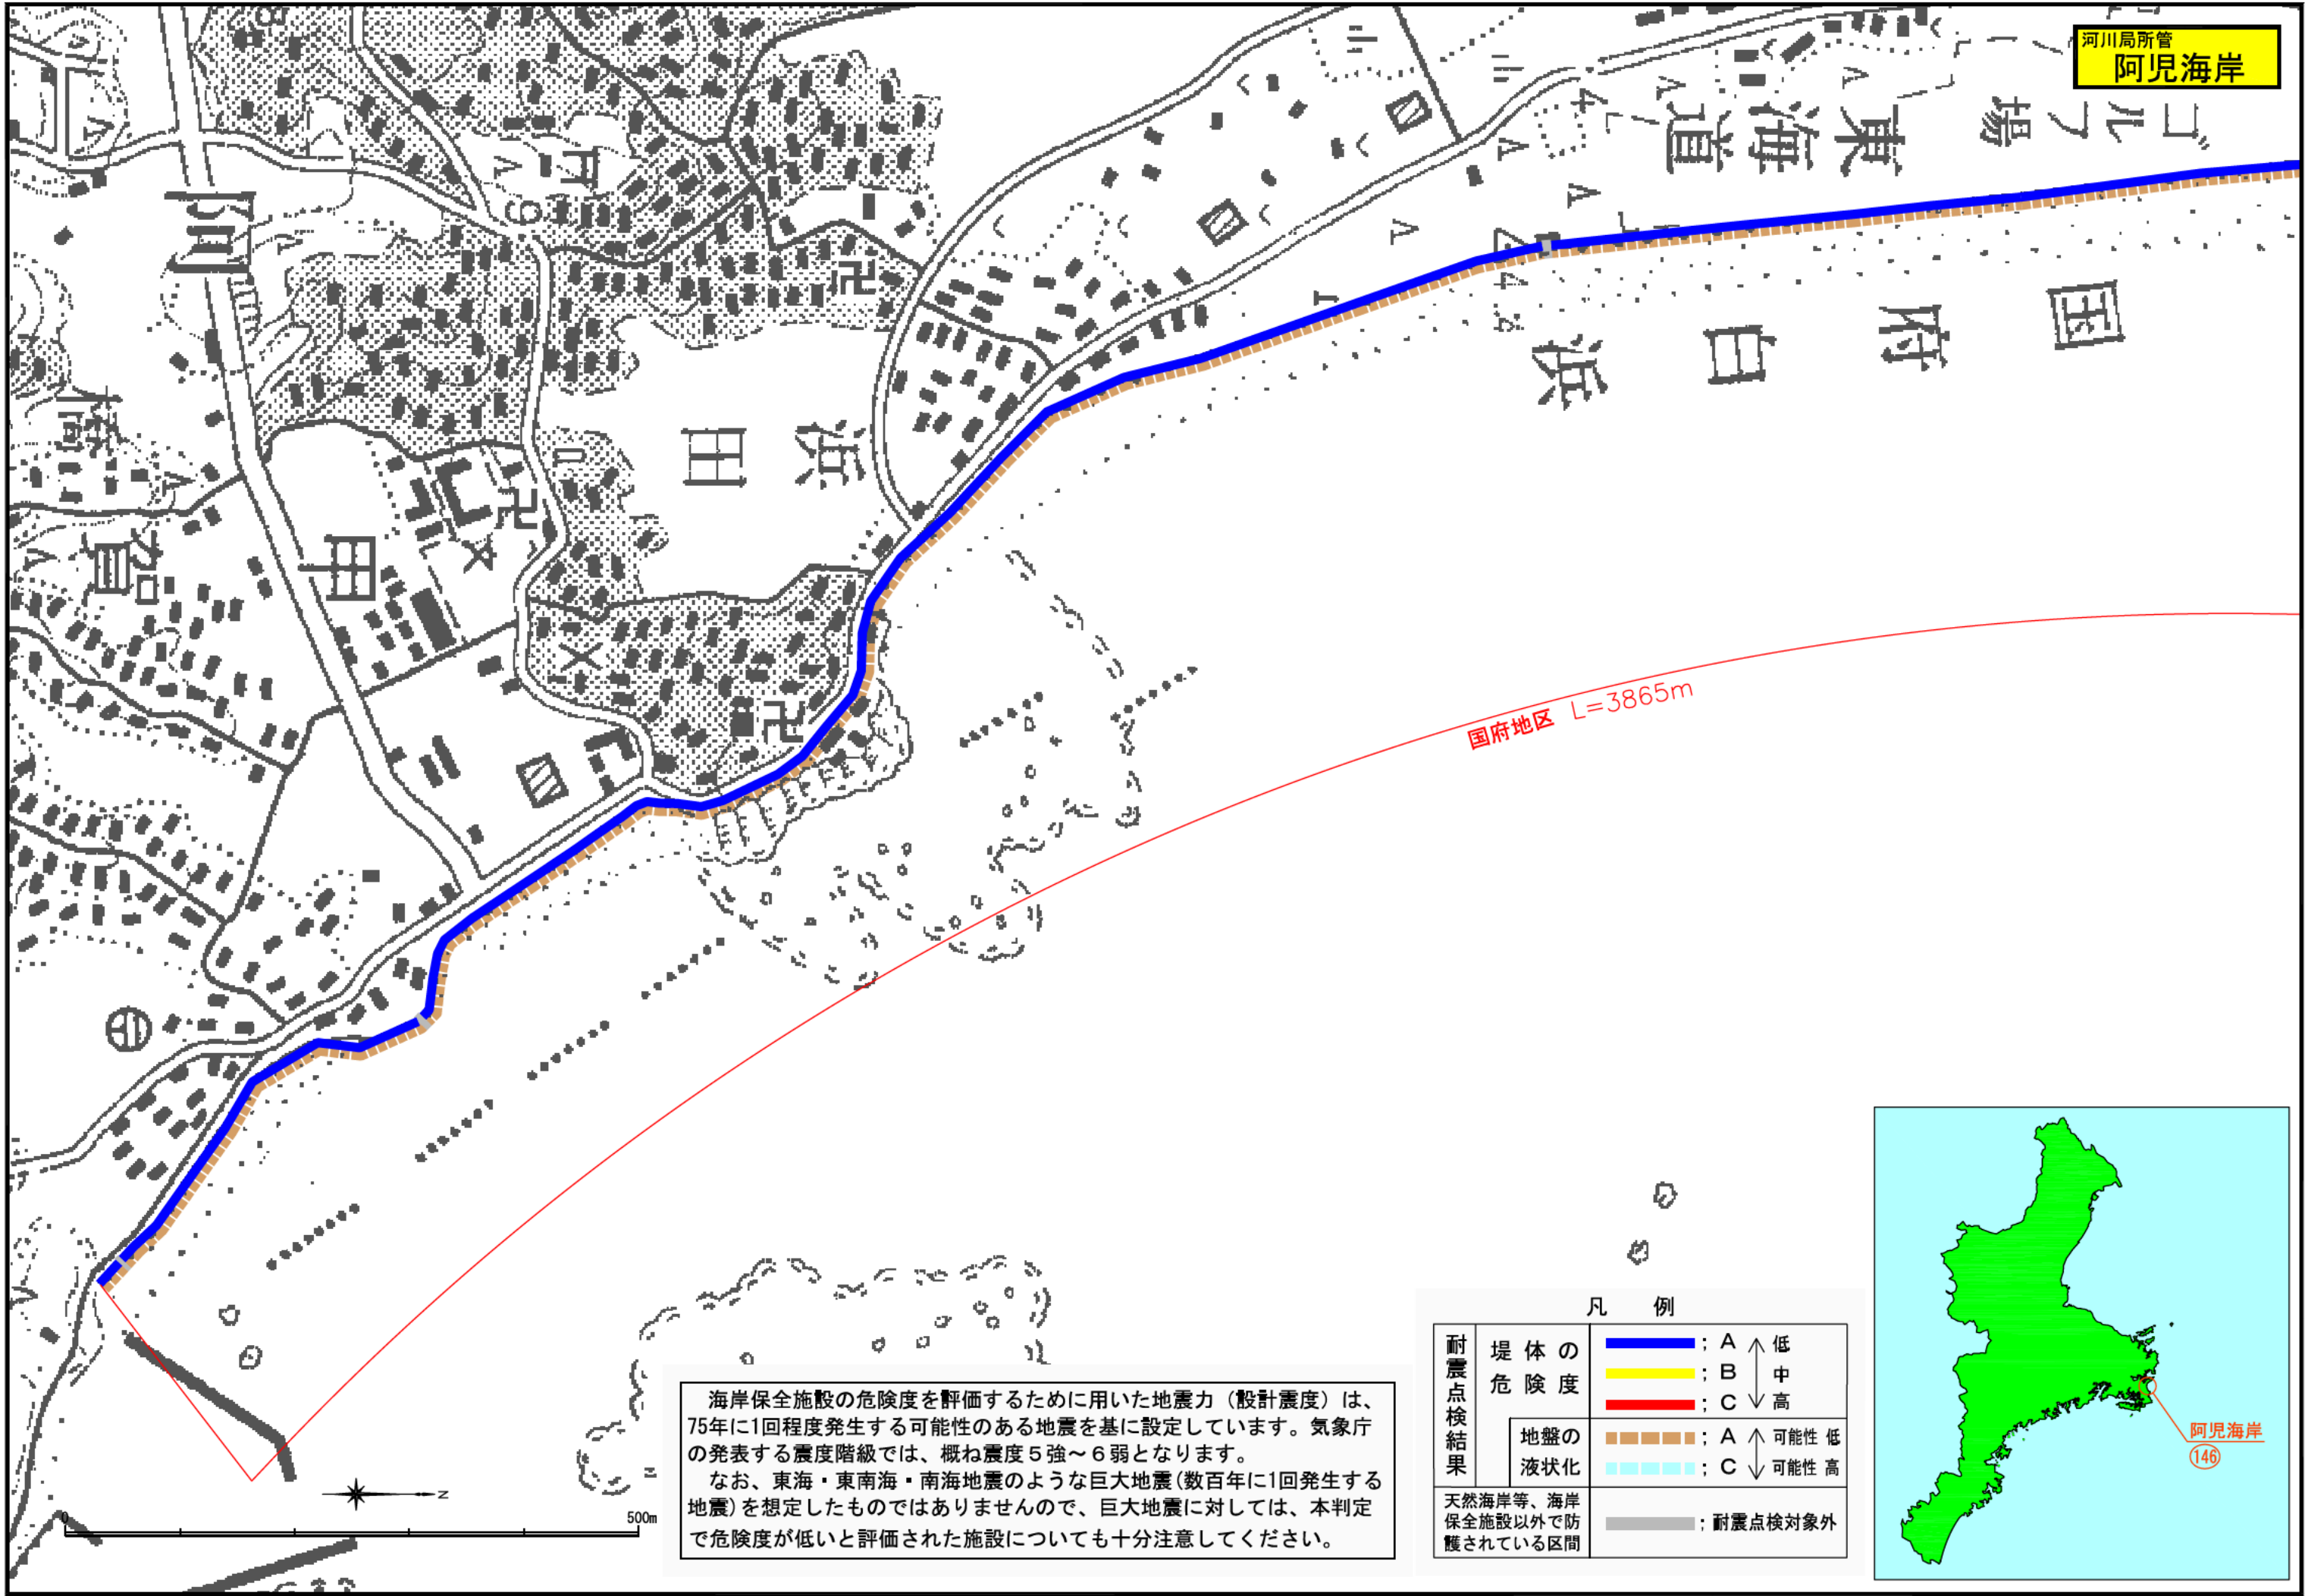 河川局所管
阿児海岸
ゴルフ
場
東海
道
国府白浜
阿
田
浜
田
国府地区 L=3865m
海岸保全施設の危険度を評価するために用いた地震力（設計震度）は、
75年に1回程度発生する可能性のある地震を基に設定しています。気象庁
の発表する震度階級では、概ね震度５強～６弱となります。
なお、東海・東南海・南海地震のような巨大地震(数百年に1回発生する
地震)を想定したものではありませんので、巨大地震に対しては、本判定
で危険度が低いと評価された施設についても十分注意してください。
凡 例
耐震点検結果
堤体の
危険度
; A 低
; B 中
; C 高
地盤の
液状化
; A 可能性 低
; C 可能性 高
天然海岸等、海岸
保全施設以外で防
護されている区間
; 耐震点検対象外
阿児海岸
146
N
0
500m